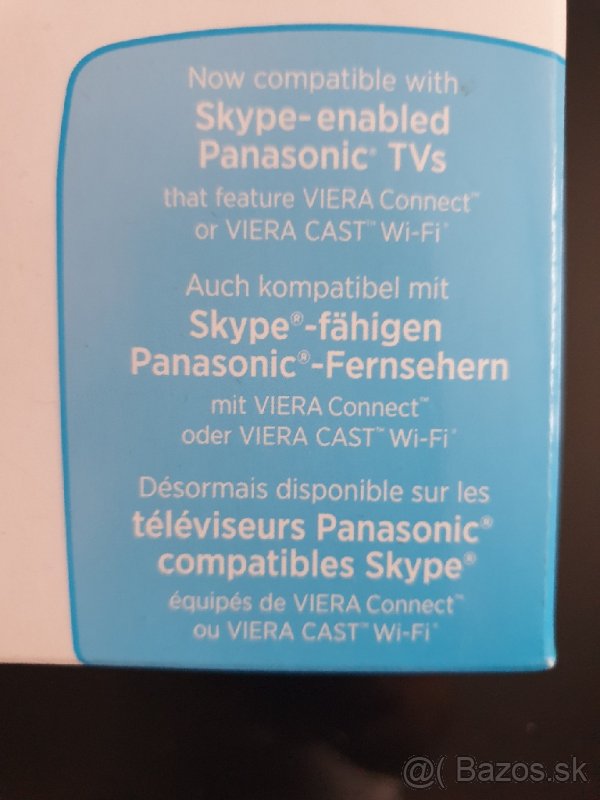 Now compatible with
Skype-enabled
Panasonic® TVs
that feature VIERA Connect™
or VIERA CAST™ Wi-Fi®
Auch kompatibel mit
Skype®-fähigen
Panasonic®-Fernsehern
mit VIERA Connect™
oder VIERA CAST™ Wi-Fi®
Désormais disponible sur les
téléviseurs Panasonic®
compatibles Skype®
équipés de VIERA Connect™
ou VIERA CAST™ Wi-Fi®
@( Bazos.sk